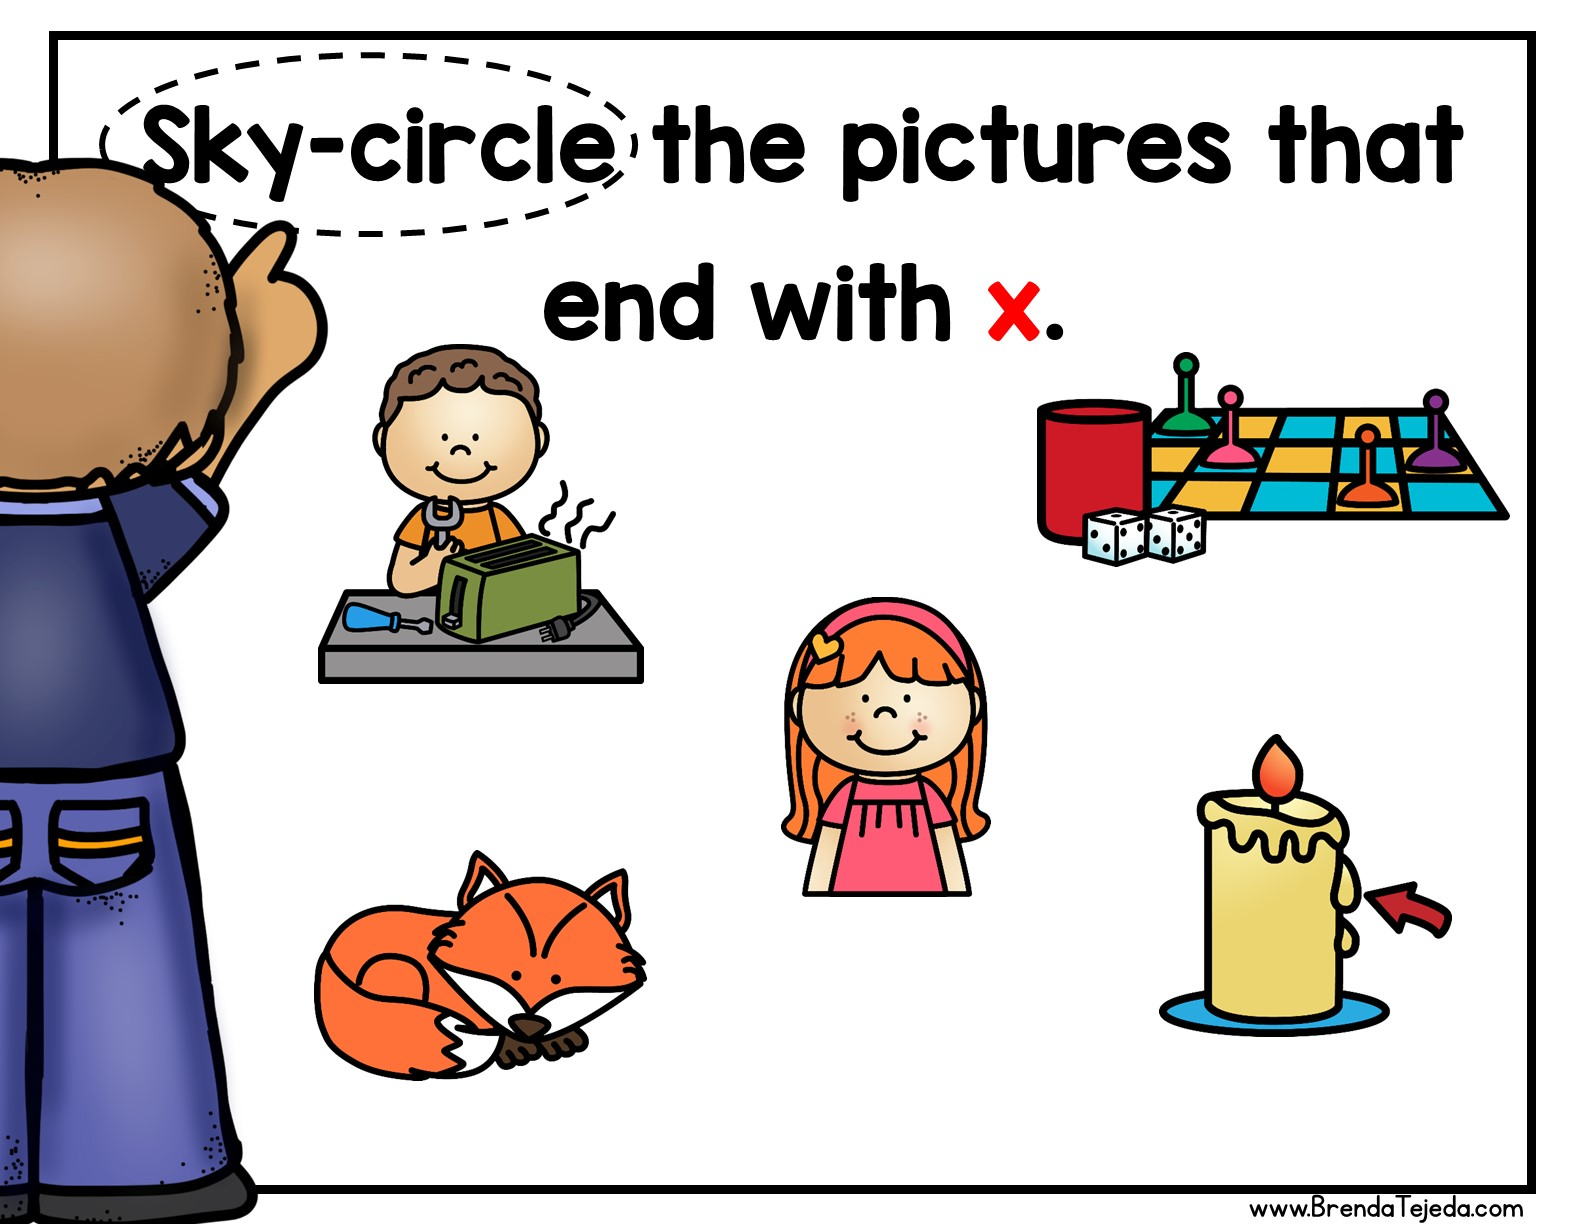 Sky-circle the pictures that
end with x.
www.BrendaTejeda.com